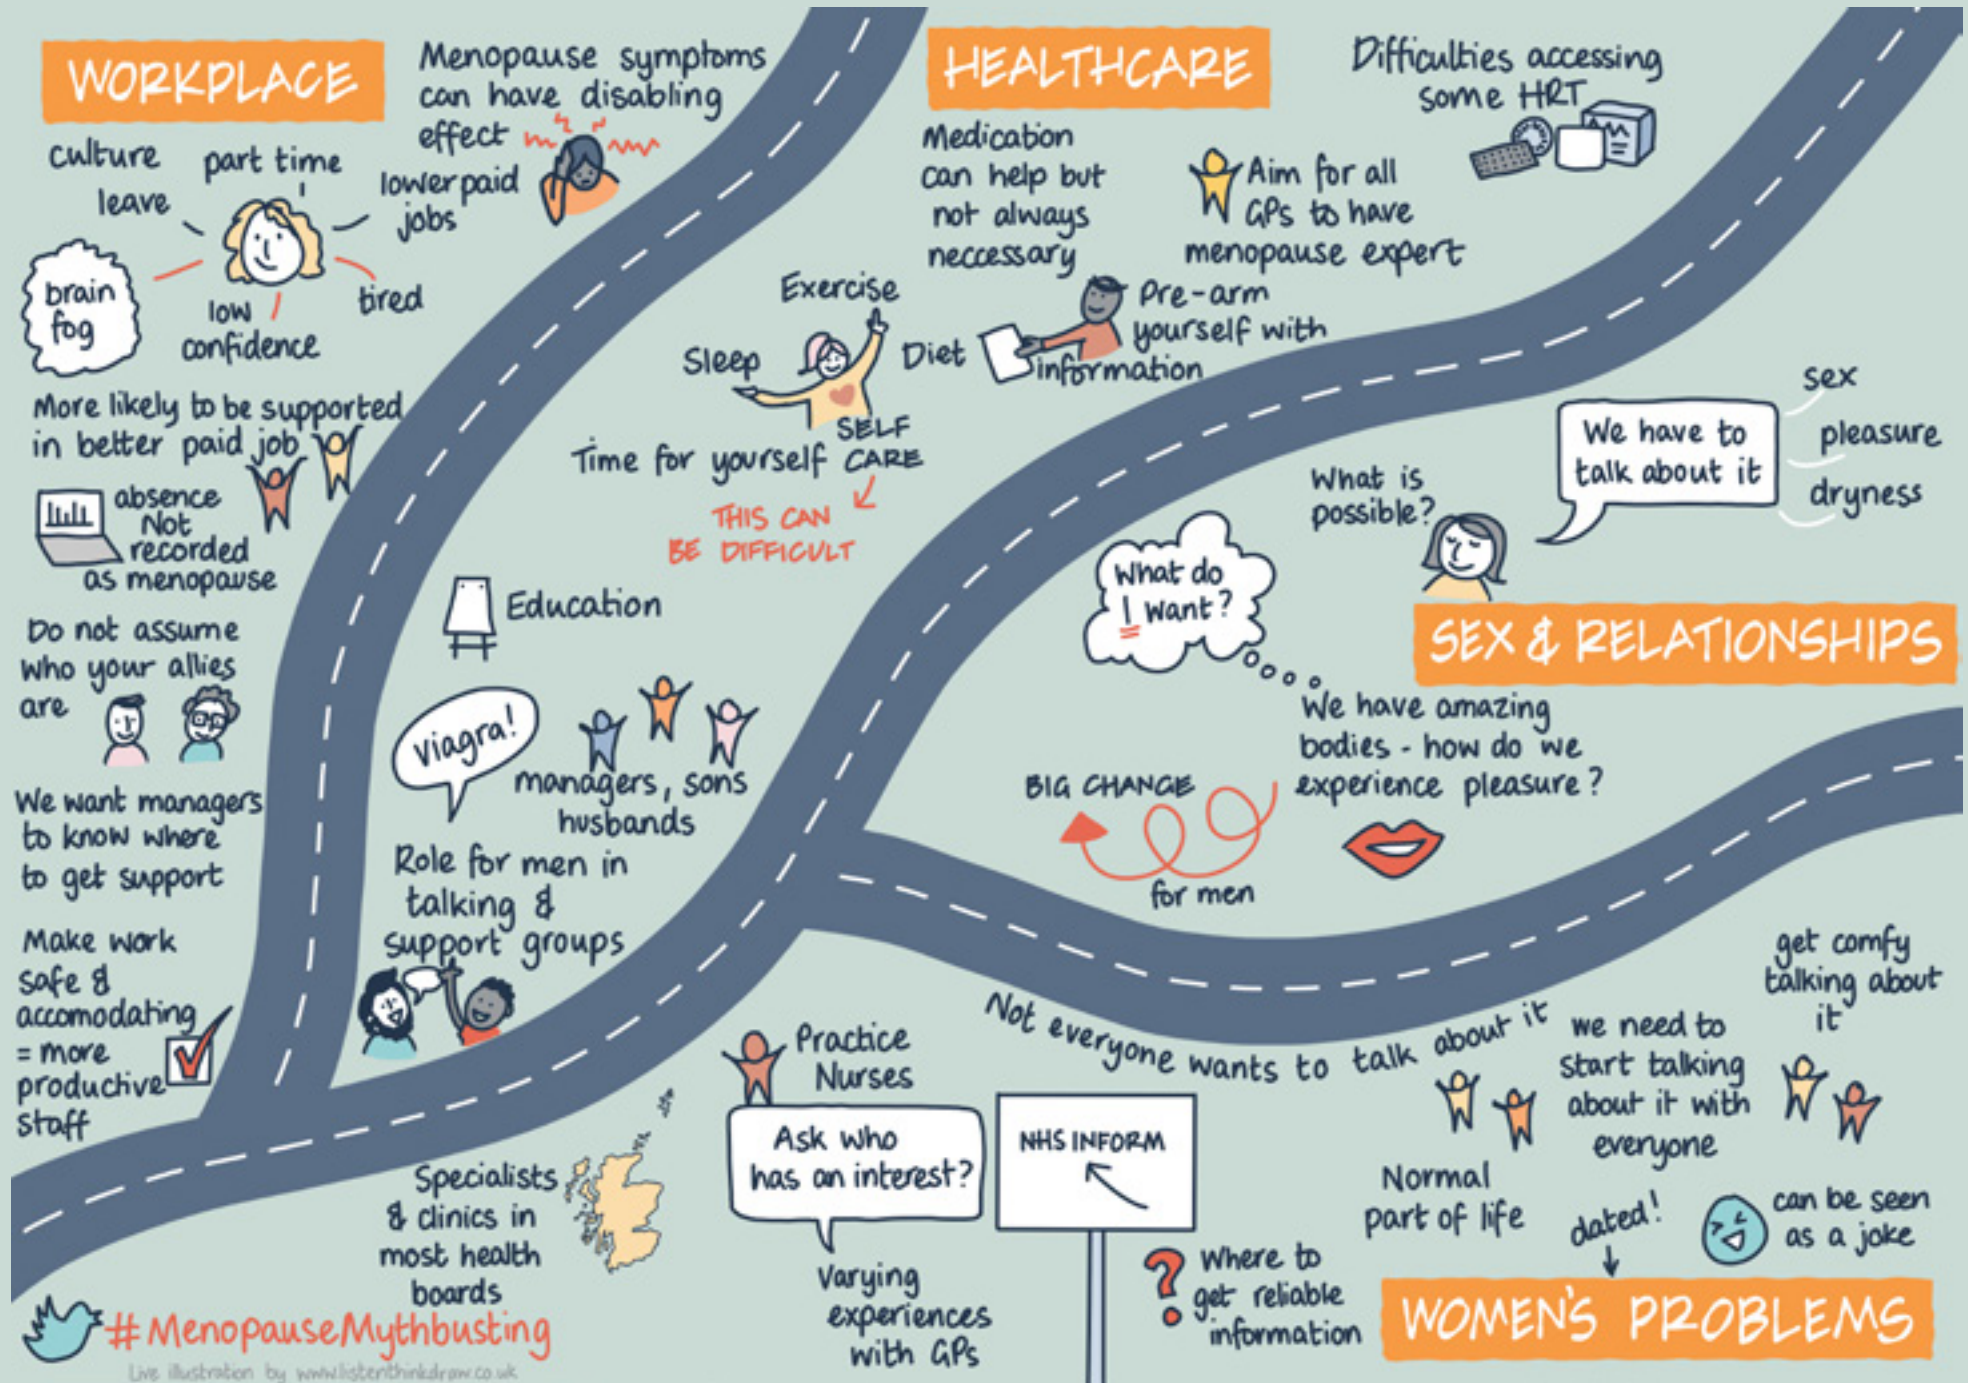 WORKPLACE
Menopause symptoms
can have disabling
effect
culture
part time
leave
lower paid
jobs
brain
fog
low
confidence
tired
More likely to be supported
in better paid job
absence
Not
recorded
as menopause
Do not assume
who your allies
are
We want managers
to know where
to get support
Make work
safe &
accomodating
= more
productive
staff
HEALTHCARE
Difficulties accessing
some HRT
Medication
can help but
not always
neccessary
Aim for all
GPs to have
menopause expert
Exercise
Sleep
Diet
Pre-arm
yourself with
information
SELF
Time for yourself CARE
THIS CAN
BE DIFFICULT
Education
viagra!
managers, sons
husbands
Role for men in
talking &
support groups
sex
We have to
talk about it
pleasure
dryness
What is
possible?
What do
I want?
SEX & RELATIONSHIPS
We have amazing
bodies - how do we
experience pleasure?
BIG CHANGE
for men
Specialists
& clinics in
most health
boards
Practice
Nurses
Ask who
has an interest?
Varying
experiences
with GPs
NHS INFORM
Where to
get reliable
information
Not everyone wants to talk about it
we need to
start talking
about it with
everyone
get comfy
talking about
it
Normal
part of life
dated!
can be seen
as a joke
WOMEN'S PROBLEMS
#MenopauseMythbusting
Live illustration by www.listenthinkdraw.co.uk